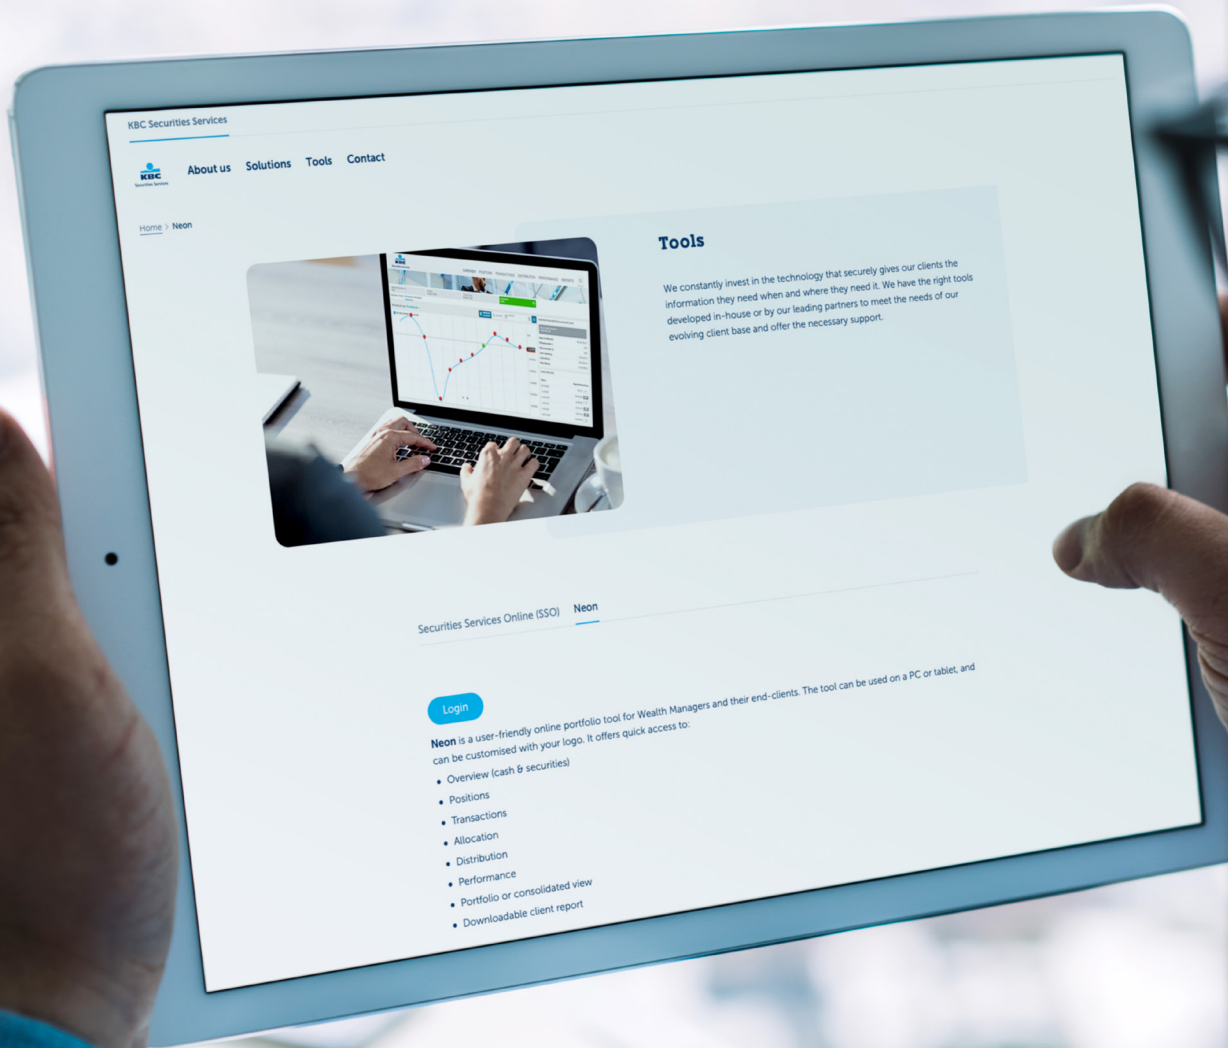 KBC Securities Services
KBC
Securities Services
About us Solutions Tools Contact
Home > Neon
Tools
We constantly invest in the technology that securely gives our clients the
information they need when and where they need it. We have the right tools
developed in-house or by our leading partners to meet the needs of our
evolving client base and offer the necessary support.
Securities Services Online (SSO) Neon
Login
Neon is a user-friendly online portfolio tool for Wealth Managers and their end-clients. The tool can be used on a PC or tablet, and
can be customised with your logo. It offers quick access to:
• Overview (cash & securities)
• Positions
• Transactions
• Allocation
• Distribution
• Performance
• Portfolio or consolidated view
• Downloadable client report